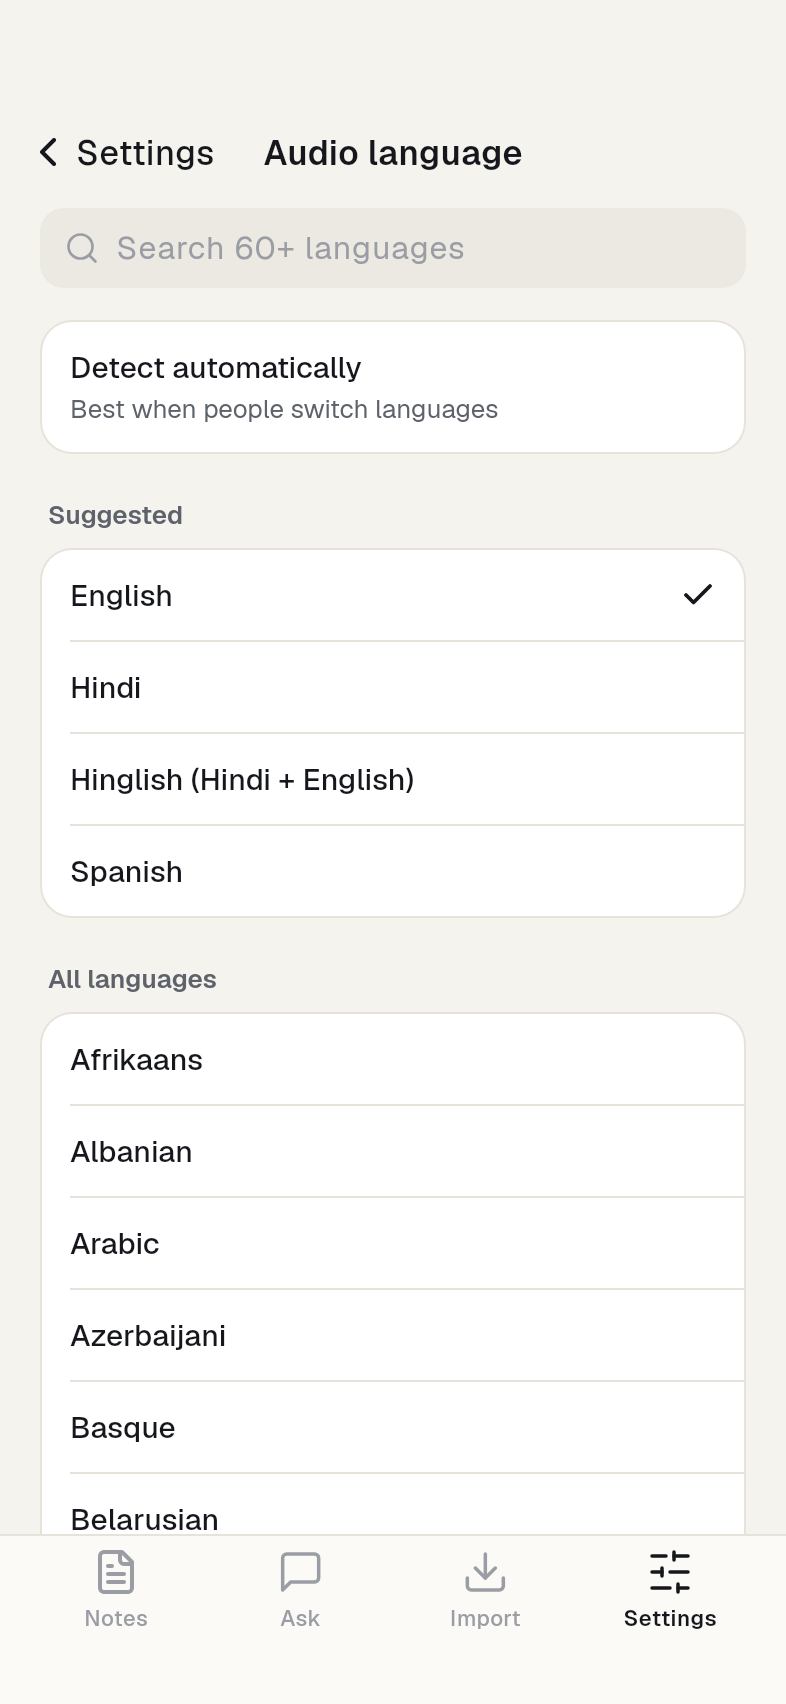 Settings
Audio language
Search 60+ languages
Detect automatically
Best when people switch languages
Suggested
English
Hindi
Hinglish (Hindi + English)
Spanish
All languages
Afrikaans
Albanian
Arabic
Azerbaijani
Basque
Belarusian
Notes
Ask
Import
Settings